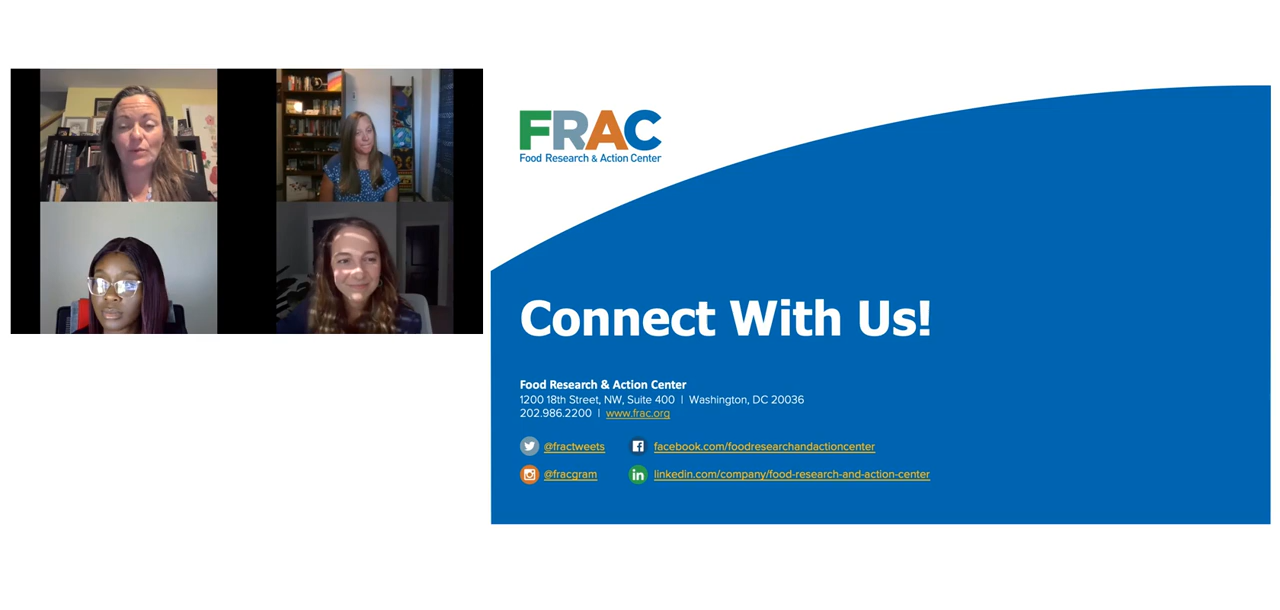 FRAC
Food Research & Action Center
Connect With Us!
Food Research & Action Center
1200 18th Street, NW, Suite 400 | Washington, DC 20036
202.986.2200 | www.frac.org
@fractweets facebook.com/foodresearchandactioncenter
@fracgram linkedin.com/company/food-research-and-action-center